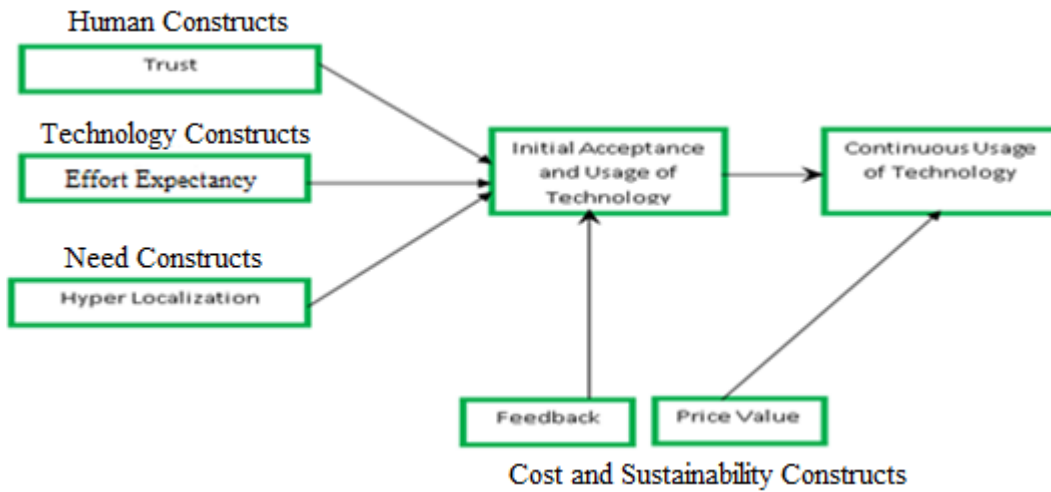 Human Constructs
Trust
Technology Constructs
Effort Expectancy
Need Constructs
Hyper Localization
Initial Acceptance
and Usage of
Technology
Continuous Usage
of Technology
Feedback
Price Value
Cost and Sustainability Constructs